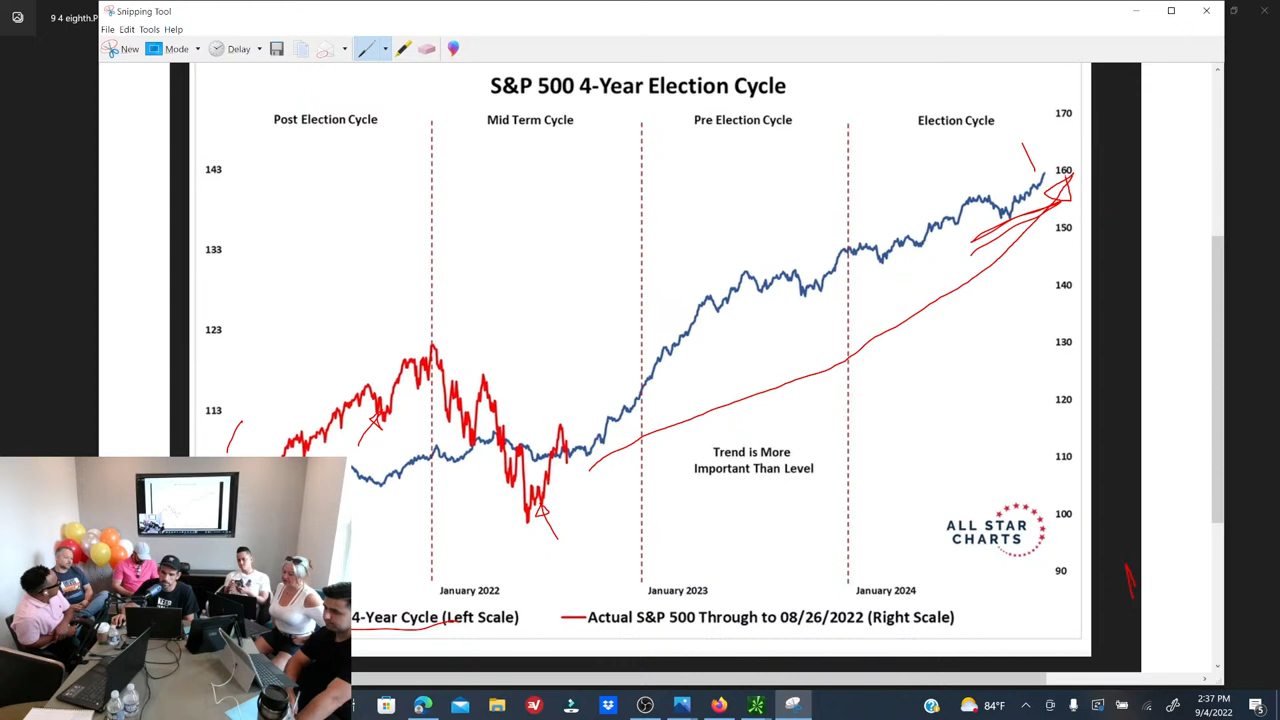 9 4 eighth.P
Snipping Tool
File Edit Tools Help
New Mode Delay
S&P 500 4-Year Election Cycle
Post Election Cycle Mid Term Cycle Pre Election Cycle Election Cycle
170
143 160
150
133
140
123 130
120
113
110
Trend is More
Important Than Level
100
ALL STAR
CHARTS
90
January 2022 January 2023 January 2024
4-Year Cycle (Left Scale) Actual S&P 500 Through to 08/26/2022 (Right Scale)
84°F 2:37 PM
9/4/2022
5